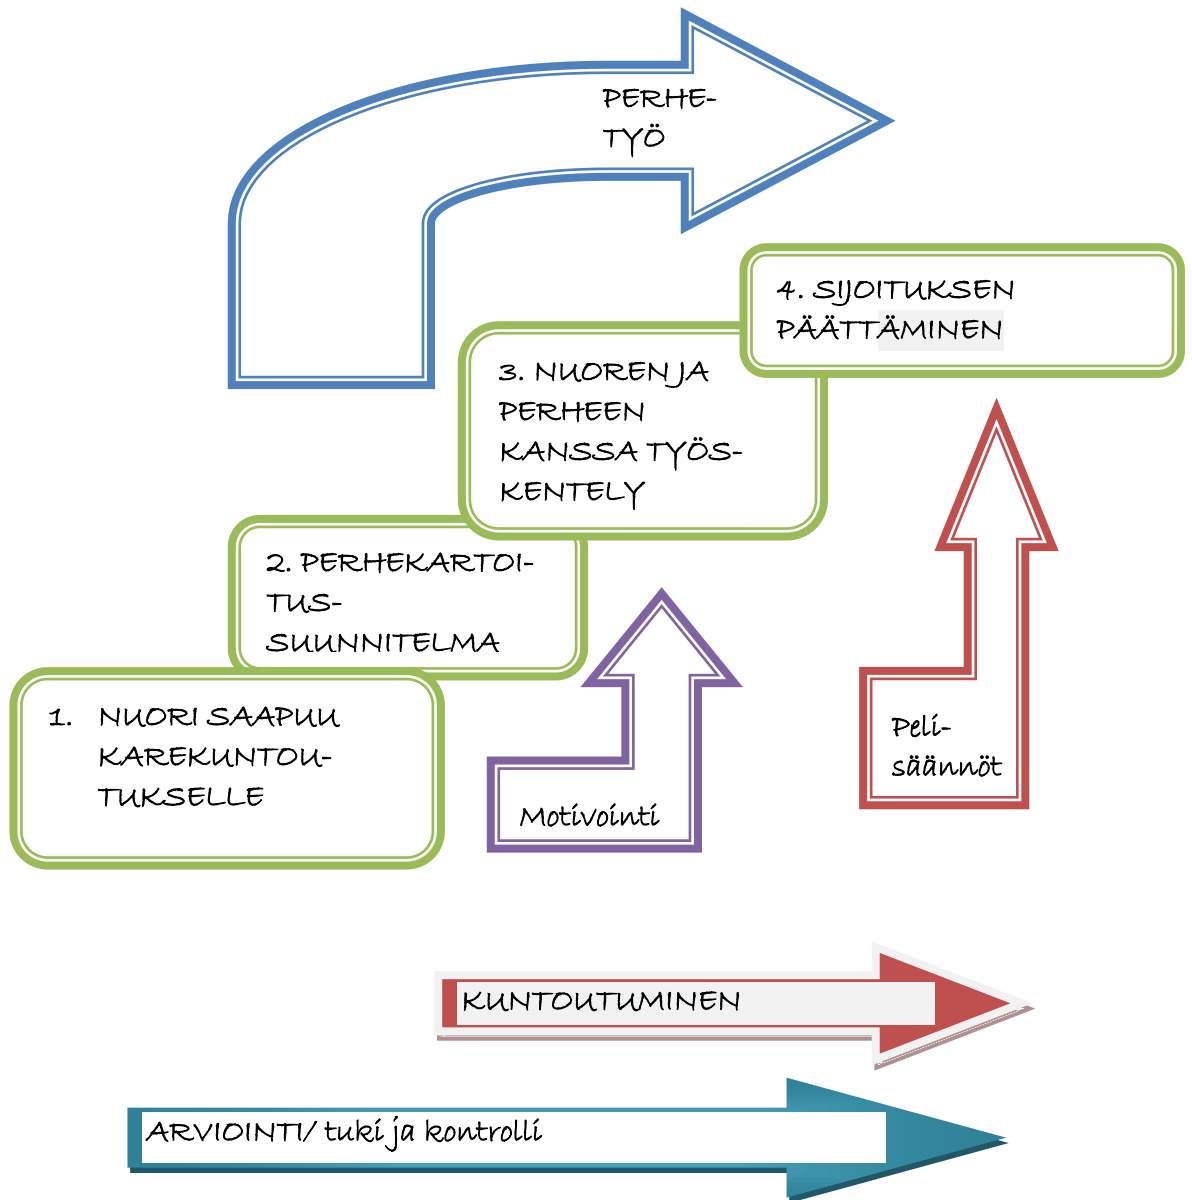 PERHE-
TYÖ
4. SIJOITUKSEN
PÄÄTTÄMINEN
3. NUOREN JA
PERHEEN
KANSSA TYÖS-
KENTELY
2. PERHEKARTOI-
TUS-
SUUNNITELMA
1. NUORI SAAPUU
KAREKUNTOU-
TUKSELLE
Motivointi
Peli-
säännöt
KUNTOUTUMINEN
ARVIOINTI/ tuki ja kontrolli